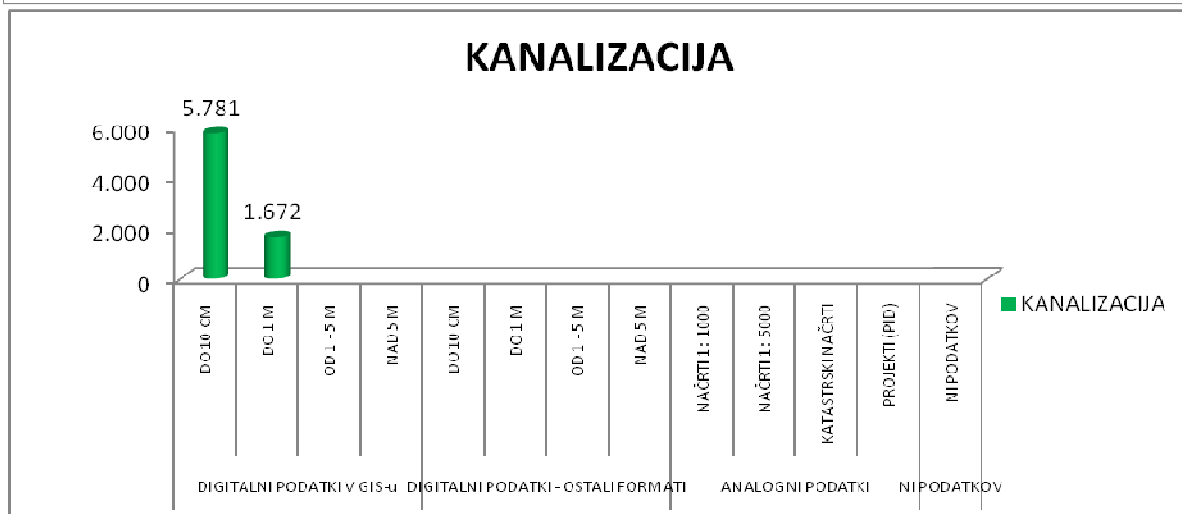 KANALIZACIJA
5.781
6.000
4.000
1.672
2.000
0
KANALIZACIJA
DO 10 CM
DO 1 M
OD 1 - 5 M
NAD 5 M
DO 10 CM
DO 1 M
OD 1 - 5 M
NAD 5 M
NAČRTI 1 : 1000
NAČRTI 1 : 5000
KATASTRSKI NAČRTI
PROJEKTI (PID)
NI PODATKOV
DIGITALNI PODATKI V GIS-u
DIGITALNI PODATKI - OSTALI FORMATI
ANALOGNI PODATKI
NI PODATKOV